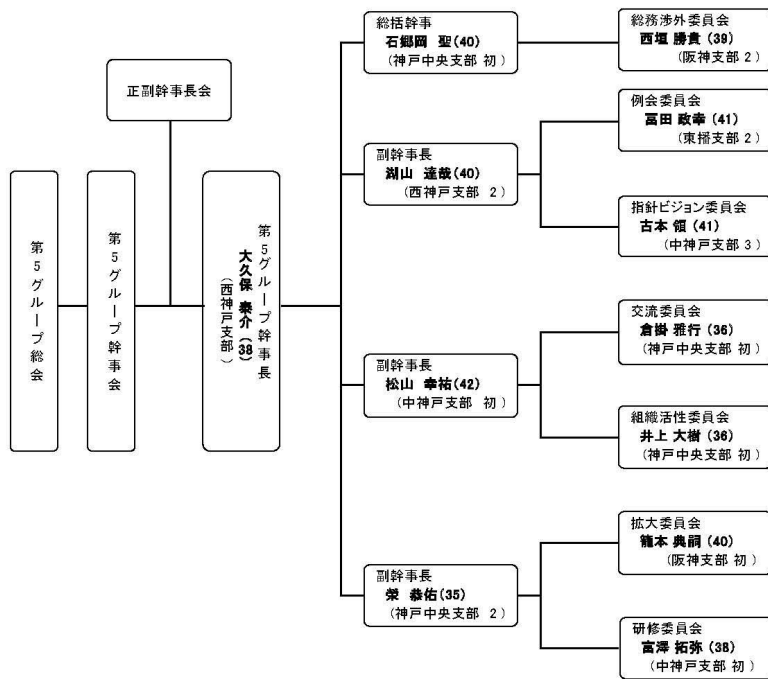 正副幹事長会
第5グループ総会
第5グループ幹事会
第5グループ幹事長
大久保 泰介 (38)
(西神戸支部 )
総括幹事
石郷岡 聖(40)
(神戸中央支部 初)
副幹事長
湖山 達哉(40)
(西神戸支部 2)
副幹事長
松山 幸祐(42)
(中神戸支部 初)
副幹事長
榮 恭佑(35)
(神戸中央支部 2)
総務渉外委員会
西垣 勝貴(39)
(阪神支部 2)
例会委員会
冨田 政幸(41)
(東播支部 2)
指針ビジョン委員会
古本 領(41)
(中神戸支部 3)
交流委員会
倉掛 雅行(36)
(神戸中央支部 初)
組織活性委員会
井上 大樹(36)
(神戸中央支部 初)
拡大委員会
籠本 典嗣(40)
(阪神支部 初)
研修委員会
富澤 拓弥(38)
(中神戸支部 初)